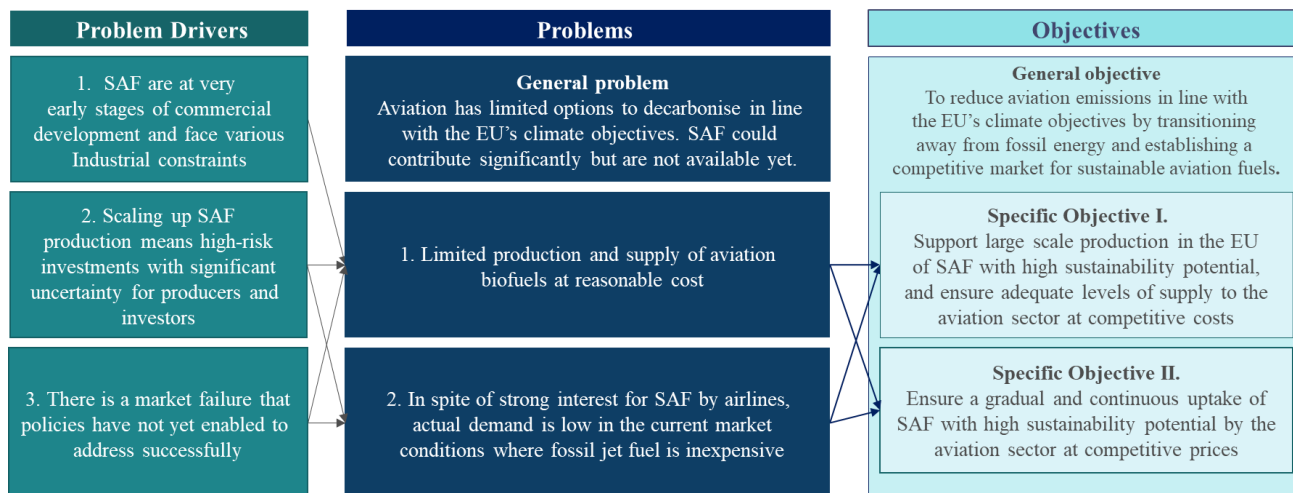 Problem Drivers
1. SAF are at very
early stages of commercial
development and face various
Industrial constraints
2. Scaling up SAF
production means high-risk
investments with significant
uncertainty for producers and
investors
3. There is a market failure that
policies have not yet enabled to
address successfully
Problems
General problem
Aviation has limited options to decarbonise in line
with the EU’s climate objectives. SAF could
contribute significantly but are not available yet.
1. Limited production and supply of aviation
biofuels at reasonable cost
2. In spite of strong interest for SAF by airlines,
actual demand is low in the current market
conditions where fossil jet fuel is inexpensive
Objectives
General objective
To reduce aviation emissions in line with
the EU’s climate objectives by transitioning
away from fossil energy and establishing a
competitive market for sustainable aviation fuels.
Specific Objective I.
Support large scale production in the EU
of SAF with high sustainability potential,
and ensure adequate levels of supply to the
aviation sector at competitive costs
Specific Objective II.
Ensure a gradual and continuous uptake of
SAF with high sustainability potential by the
aviation sector at competitive prices